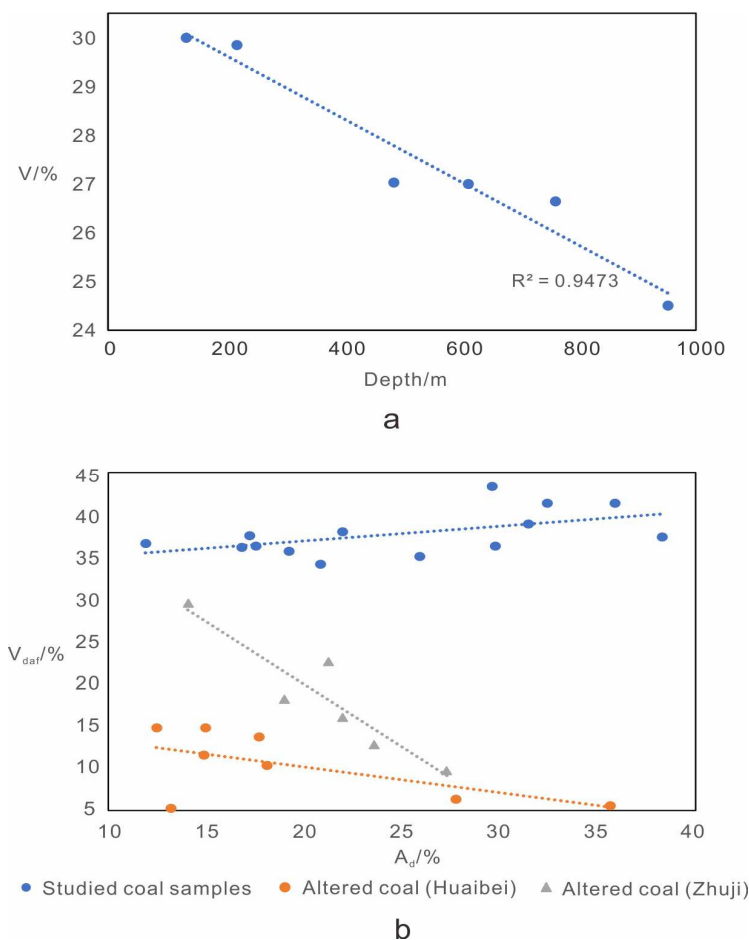 30
29
28
V/%
27
26
R² = 0.9473
25
24
0 200 400 600 800 1000
Depth/m
a
45
40
35
30
V_daf/%
25
20
15
10
5
10 15 20 25 30 35 40
A_d/%
Studied coal samples Altered coal (Huaibei) Altered coal (Zhuji)
b